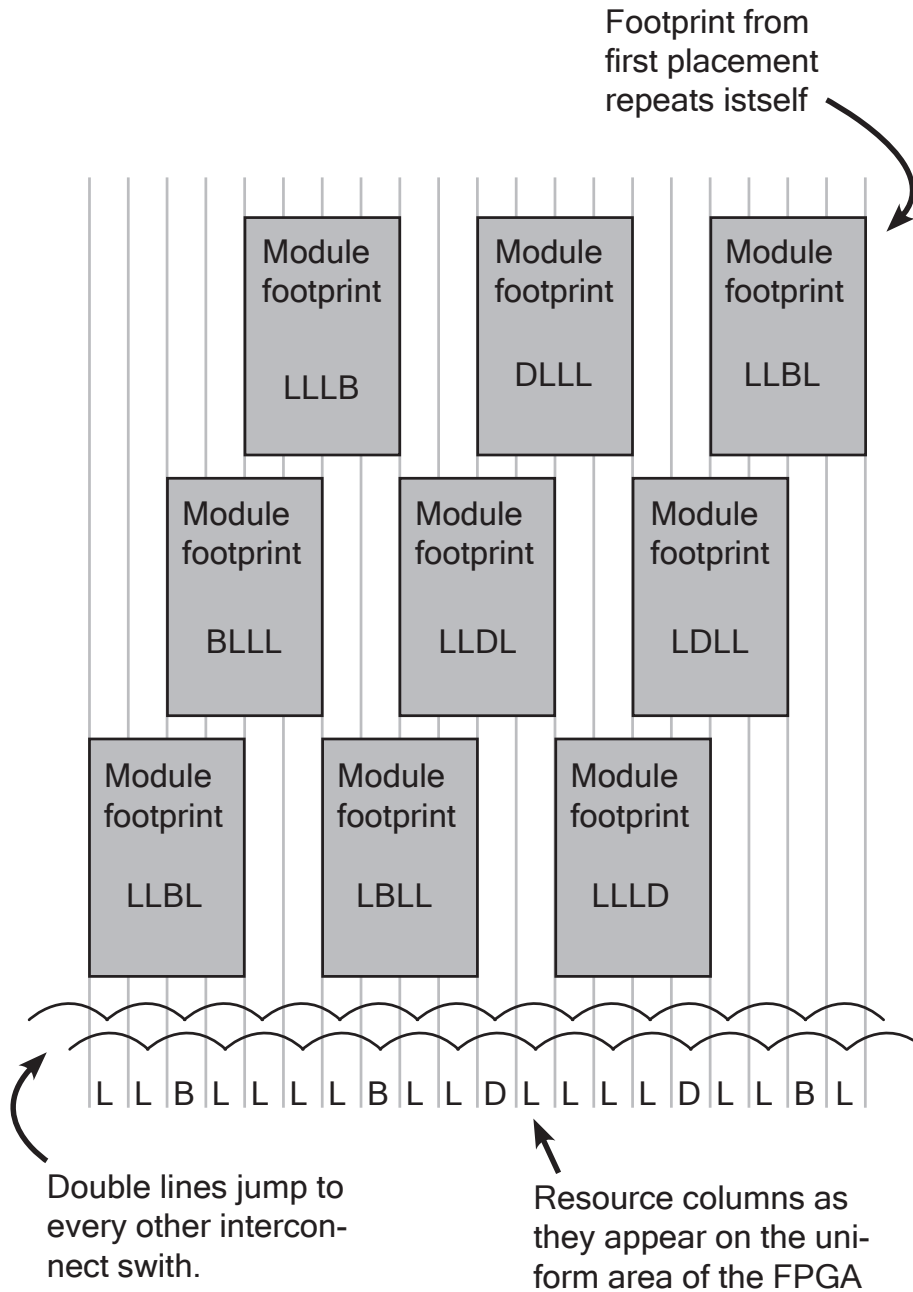 Footprint from
first placement
repeats istself
Module
footprint
LLLB
Module
footprint
DLLL
Module
footprint
LLBL
Module
footprint
BLLL
Module
footprint
LLDL
Module
footprint
LDLL
Module
footprint
LLBL
Module
footprint
LBLL
Module
footprint
LLLD
L L B L L L L B L L D L L L L D L L B L
Double lines jump to
every other intercon-
nect swith.
Resource columns as
they appear on the uni-
form area of the FPGA